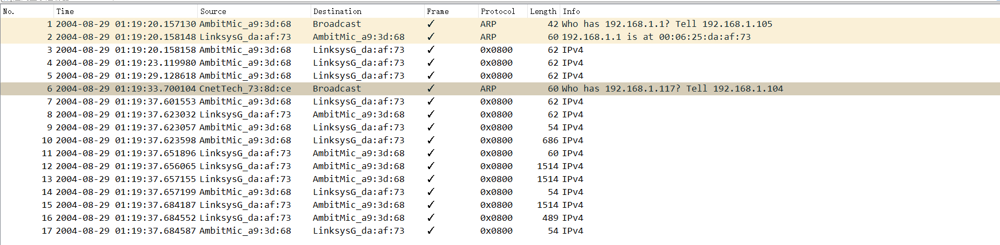 No. Time Source Destination Frame Protocol Length Info
1 2004-08-29 01:19:20.157130 AmbitMic_a9:3d:68 Broadcast ✓ ARP 42 Who has 192.168.1.1? Tell 192.168.1.105
2 2004-08-29 01:19:20.158148 LinksysG_da:af:73 AmbitMic_a9:3d:68 ✓ ARP 60 192.168.1.1 is at 00:06:25:da:af:73
3 2004-08-29 01:19:20.158158 AmbitMic_a9:3d:68 LinksysG_da:af:73 ✓ 0x0800 62 IPv4
4 2004-08-29 01:19:23.119980 AmbitMic_a9:3d:68 LinksysG_da:af:73 ✓ 0x0800 62 IPv4
5 2004-08-29 01:19:29.128618 AmbitMic_a9:3d:68 LinksysG_da:af:73 ✓ 0x0800 62 IPv4
6 2004-08-29 01:19:33.700104 CnetTech_73:8d:ce Broadcast ✓ ARP 60 Who has 192.168.1.117? Tell 192.168.1.104
7 2004-08-29 01:19:37.601553 AmbitMic_a9:3d:68 LinksysG_da:af:73 ✓ 0x0800 62 IPv4
8 2004-08-29 01:19:37.623032 LinksysG_da:af:73 AmbitMic_a9:3d:68 ✓ 0x0800 62 IPv4
9 2004-08-29 01:19:37.623057 AmbitMic_a9:3d:68 LinksysG_da:af:73 ✓ 0x0800 54 IPv4
10 2004-08-29 01:19:37.623598 AmbitMic_a9:3d:68 LinksysG_da:af:73 ✓ 0x0800 686 IPv4
11 2004-08-29 01:19:37.651896 LinksysG_da:af:73 AmbitMic_a9:3d:68 ✓ 0x0800 60 IPv4
12 2004-08-29 01:19:37.656065 LinksysG_da:af:73 AmbitMic_a9:3d:68 ✓ 0x0800 1514 IPv4
13 2004-08-29 01:19:37.657155 LinksysG_da:af:73 AmbitMic_a9:3d:68 ✓ 0x0800 1514 IPv4
14 2004-08-29 01:19:37.657199 AmbitMic_a9:3d:68 LinksysG_da:af:73 ✓ 0x0800 54 IPv4
15 2004-08-29 01:19:37.684187 LinksysG_da:af:73 AmbitMic_a9:3d:68 ✓ 0x0800 1514 IPv4
16 2004-08-29 01:19:37.684552 LinksysG_da:af:73 AmbitMic_a9:3d:68 ✓ 0x0800 489 IPv4
17 2004-08-29 01:19:37.684587 AmbitMic_a9:3d:68 LinksysG_da:af:73 ✓ 0x0800 54 IPv4